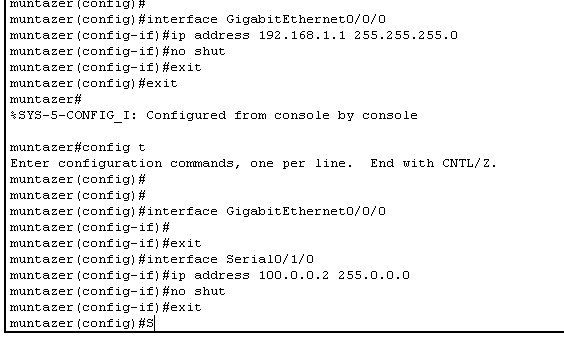 muntazer(config)#
muntazer(config)#interface GigabitEthernet0/0/0
muntazer(config-if)#ip address 192.168.1.1 255.255.255.0
muntazer(config-if)#no shut
muntazer(config-if)#exit
muntazer(config)#exit
muntazer#
%SYS-5-CONFIG_I: Configured from console by console
muntazer#config t
Enter configuration commands, one per line.  End with CNTL/Z.
muntazer(config)#
muntazer(config)#
muntazer(config)#interface GigabitEthernet0/0/0
muntazer(config-if)#
muntazer(config-if)#exit
muntazer(config)#interface Serial0/1/0
muntazer(config-if)#ip address 100.0.0.2 255.0.0.0
muntazer(config-if)#no shut
muntazer(config-if)#exit
muntazer(config)#S